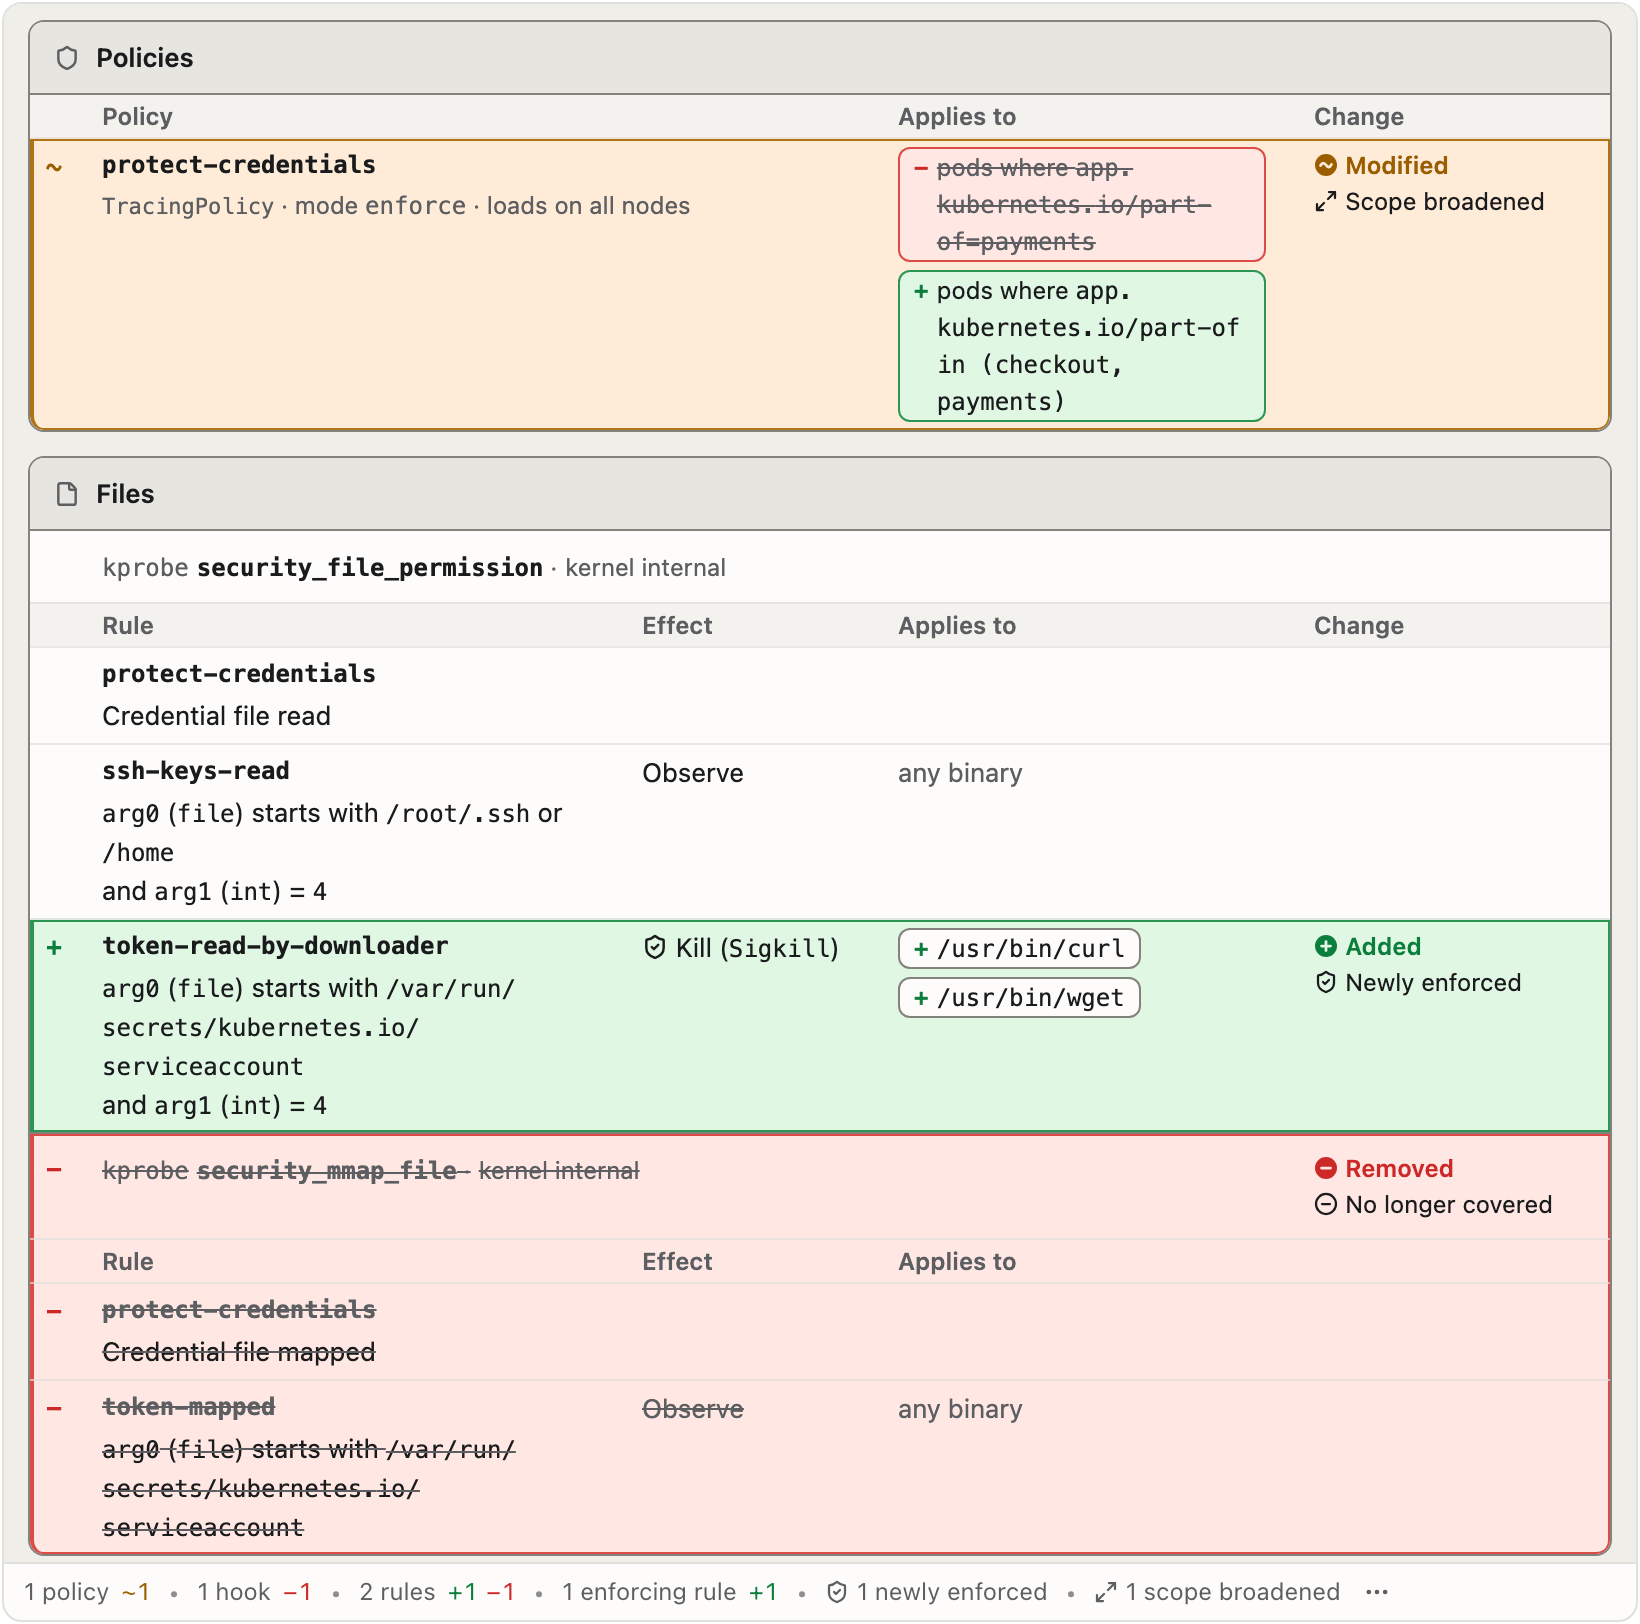 Policies
Policy Applies to Change
~ protect-credentials
TracingPolicy · mode enforce · loads on all nodes
− pods where app.
kubernetes.io/part-
of=payments
+ pods where app.
kubernetes.io/part-of
in (checkout,
payments)
Modified
Scope broadened
Files
kprobe security_file_permission · kernel internal
Rule Effect Applies to Change
protect-credentials
Credential file read
ssh-keys-read Observe any binary
arg0 (file) starts with /root/.ssh or
/home
and arg1 (int) = 4
+ token-read-by-downloader
arg0 (file) starts with /var/run/
secrets/kubernetes.io/
serviceaccount
and arg1 (int) = 4
Kill (Sigkill)
+ /usr/bin/curl
+ /usr/bin/wget
Added
Newly enforced
− kprobe security_mmap_file · kernel internal
Removed
No longer covered
Rule Effect Applies to
− protect-credentials
Credential file mapped
− token-mapped Observe any binary
arg0 (file) starts with /var/run/
secrets/kubernetes.io/
serviceaccount
1 policy ~1 • 1 hook −1 • 2 rules +1 −1 • 1 enforcing rule +1 • 1 newly enforced • 1 scope broadened ···